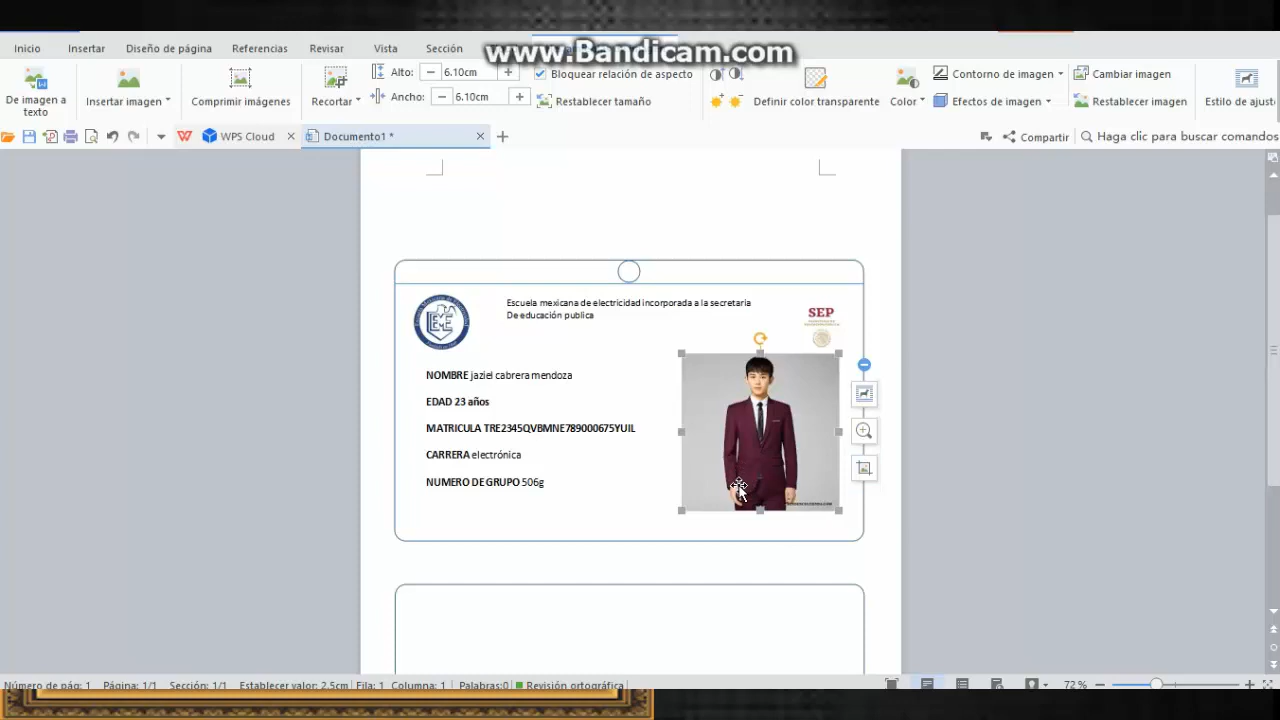 www.Bandicam.com
Inicio Insertar Diseño de página Referencias Revisar Vista Sección
De imagen a texto
Insertar imagen
Comprimir imágenes
Recortar
Alto: 6.10cm
Ancho: 6.10cm
Bloquear relación de aspecto
Restablecer tamaño
Definir color transparente
Color
Contorno de imagen
Efectos de imagen
Cambiar imagen
Restablecer imagen
Estilo de ajust
WPS Cloud
Documento1 *
Compartir
Haga clic para buscar comandos
Escuela mexicana de electricidad incorporada a la secretaria
De educación publica
SEP
NOMBRE jaziel cabrera mendoza
EDAD 23 años
MATRICULA TRE2345QVBMNE789000675YUIL
CARRERA electrónica
NUMERO DE GRUPO 506g
Número de pág: 1 Página: 1/1 Sección: 1/1 Establecer valor: 2.5cm Fila: 1 Columna: 1 Palabras:0 Revisión ortográfica 72 %